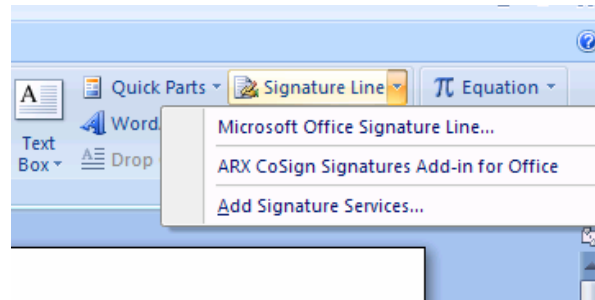 A
Text
Box
Quick Parts
Word
Drop
Signature Line
π Equation
Microsoft Office Signature Line...
ARX CoSign Signatures Add-in for Office
Add Signature Services...